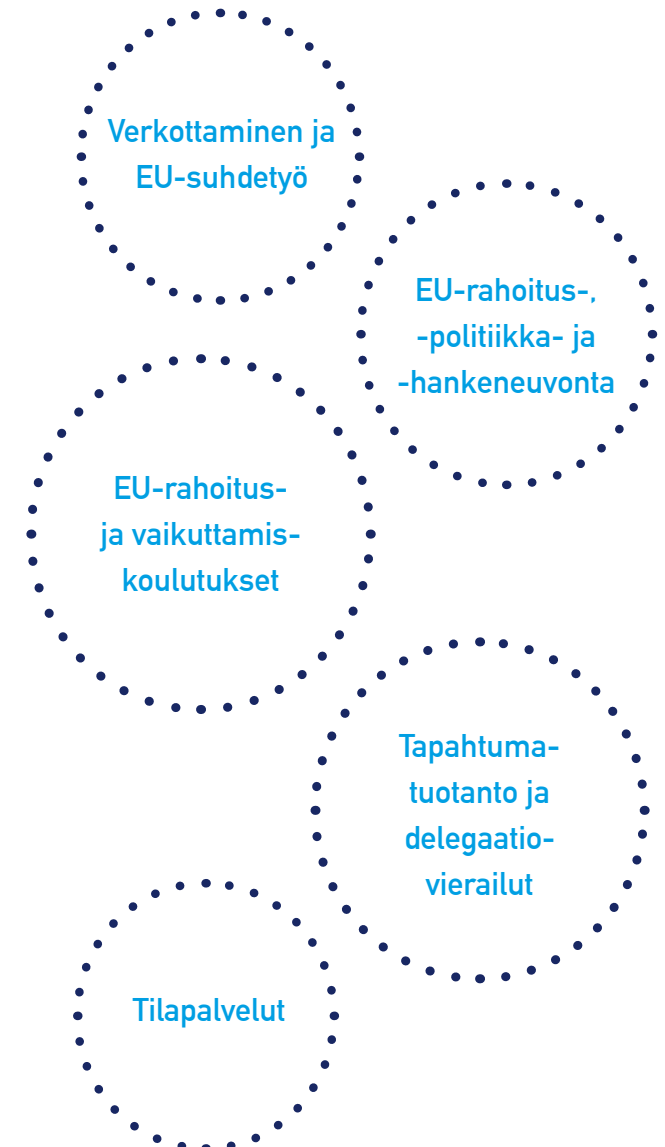 Verkottaminen ja
EU-suhdetyö
EU-rahoitus-,
-politiikka- ja
-hankeneuvonta
EU-rahoitus-
ja vaikuttamis-
koulutukset
Tapahtuma-
tuotanto ja
delegaatio-
vierailut
Tilapalvelut